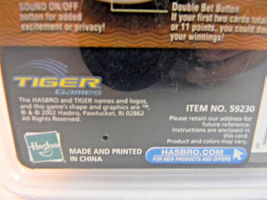 SOUND ON/OFF
button for added
excitement or privacy!
Double Bet Button
If your first two cards total
or 11 points, you could dou
your winnings!
TIGER
Games
The HASBRO and TIGER names and logos,
and this game's shape and graphics are ™,
® & © 2002 Hasbro, Pawtucket, RI 02862
All Rights Reserved.
ITEM NO. 59230
Please retain our address for
future reference.
Instructions are enclosed in
this card.
Product and colors may vary.
Hasbro
MADE AND PRINTED
IN CHINA
HASBRO.COM
FOR NEW PRODUCTS AND OFFERS